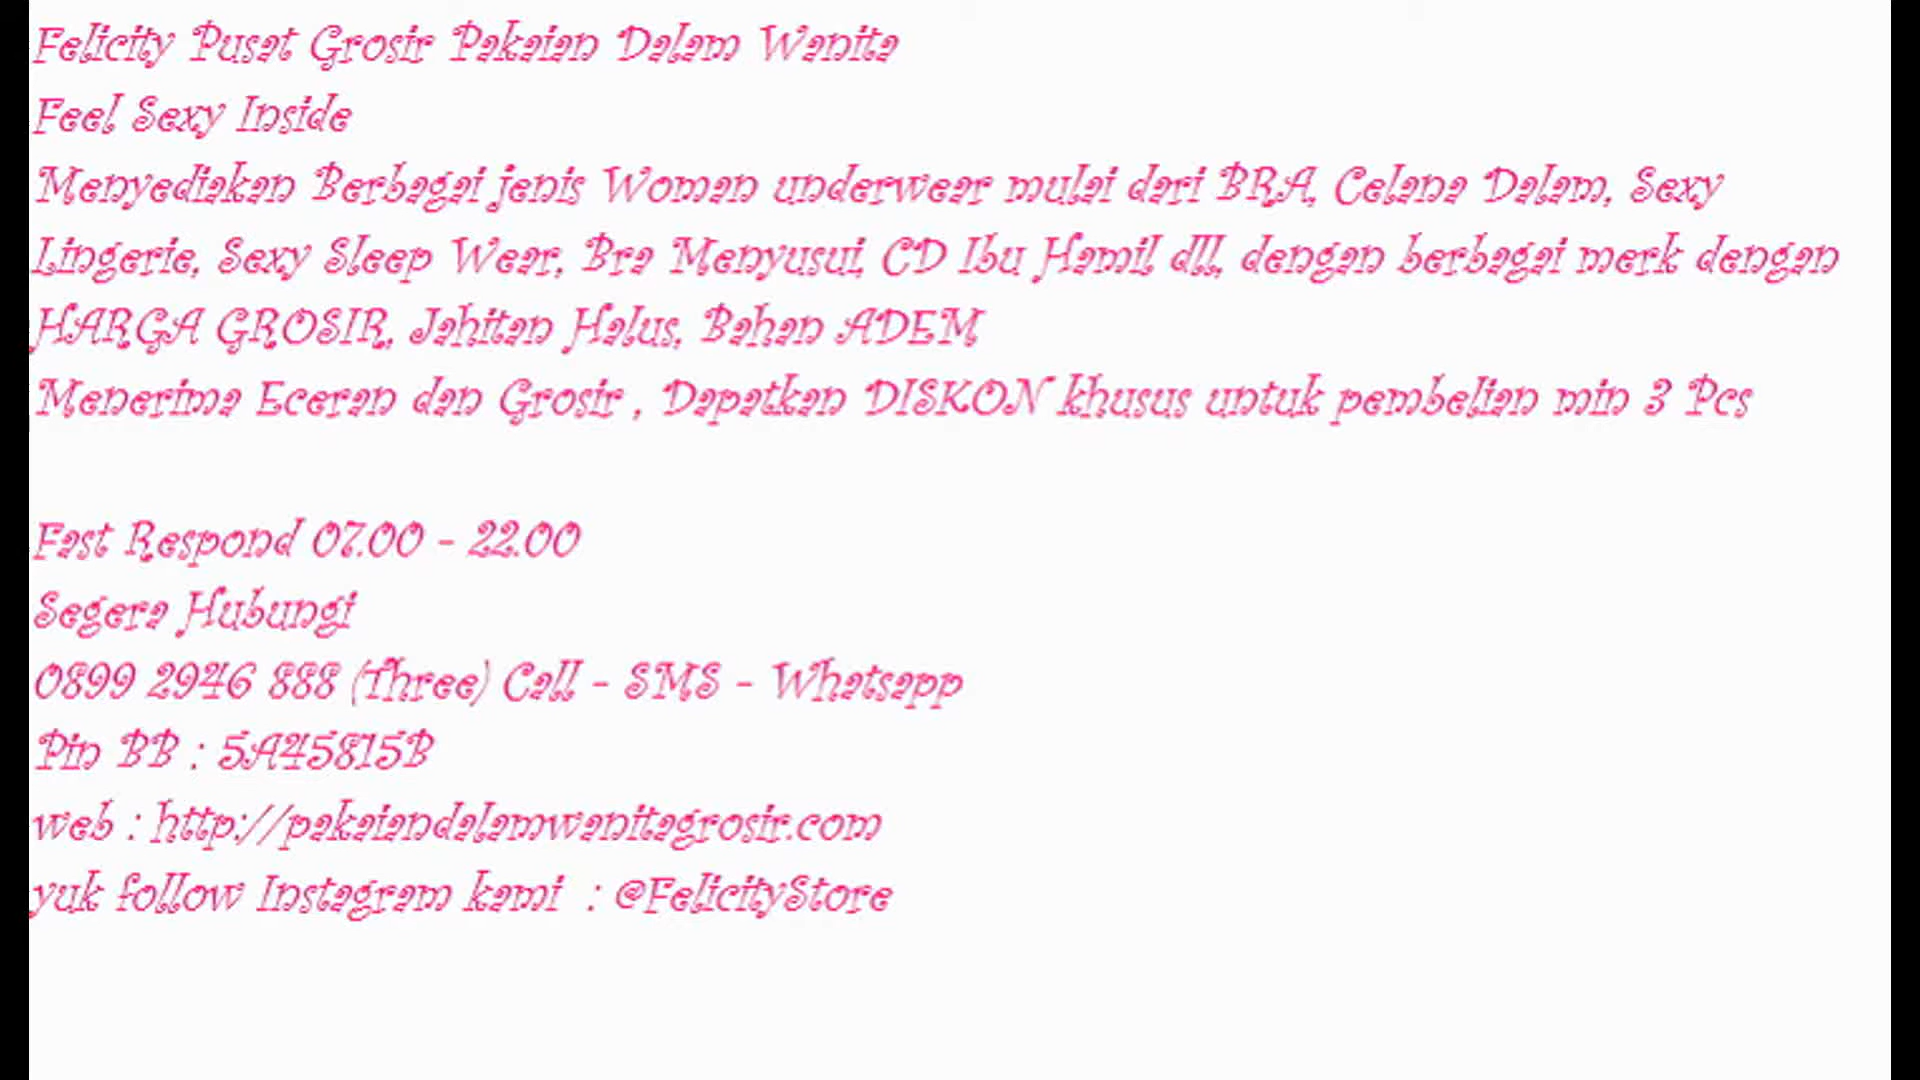 Felicity Pusat Grosir Pakaian Dalam Wanita
Feel Sexy Inside
Menyediakan Berbagai jenis Woman underwear mulai dari BRA, Celana Dalam, Sexy
Lingerie, Sexy Sleep Wear, Bra Menyusui, CD Ibu Hamil dll, dengan berbagai merk dengan
HARGA GROSIR, Jahitan Halus, Bahan ADEM
Menerima Eceran dan Grosir , Dapatkan DISKON khusus untuk pembelian min 3 Pcs
Fast Respond 07.00 - 22.00
Segera Hubungi
0899 2946 888 (Three) Call - SMS - Whatsapp
Pin BB : 5A45815B
web : http://pakaiandalamwanitagrosir.com
yuk follow Instagram kami : @FelicityStore